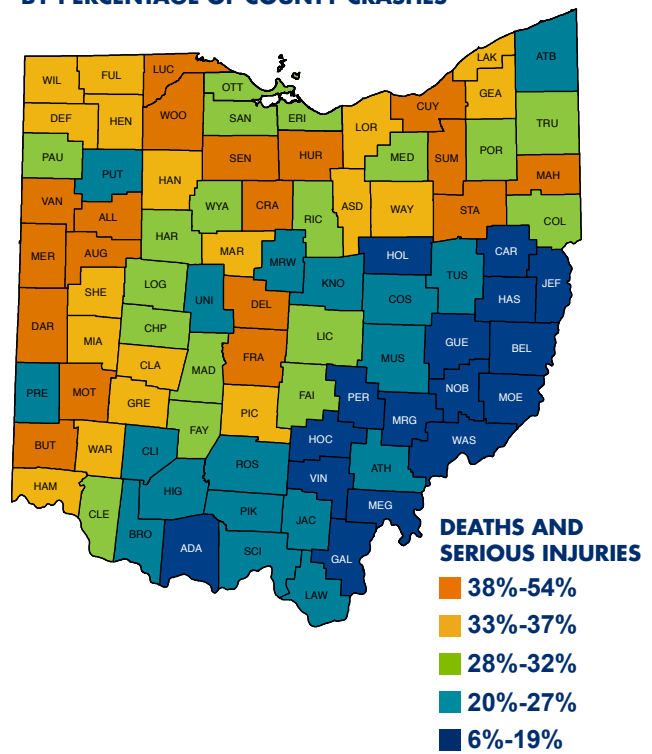 BY PERCENTAGE OF COUNTY CRASHES
LAK
ATB
WIL
FUL
LUC
OTT
CUY
GEA
DEF
HEN
WOO
SAN
ERI
LOR
TRU
PAU
PUT
SEN
HUR
MED
SUM
POR
MAH
VAN
ALL
HAN
WYA
CRA
RIC
ASD
WAY
STA
COL
MER
AUG
HAR
MAR
MRW
HOL
CAR
JEF
SHE
LOG
UNI
DEL
KNO
COS
TUS
HAS
DAR
MIA
CHP
LIC
GUE
BEL
CLA
MAD
FRA
MUS
PRE
MOT
GRE
PIC
FAI
PER
NOB
MOE
BUT
WAR
CLI
FAY
HOC
MRG
WAS
ROS
ATH
HAM
CLE
HIG
VIN
MEG
BRO
ADA
PIK
JAC
SCI
GAL
LAW
DEATHS AND
SERIOUS INJURIES
38%-54%
33%-37%
28%-32%
20%-27%
6%-19%